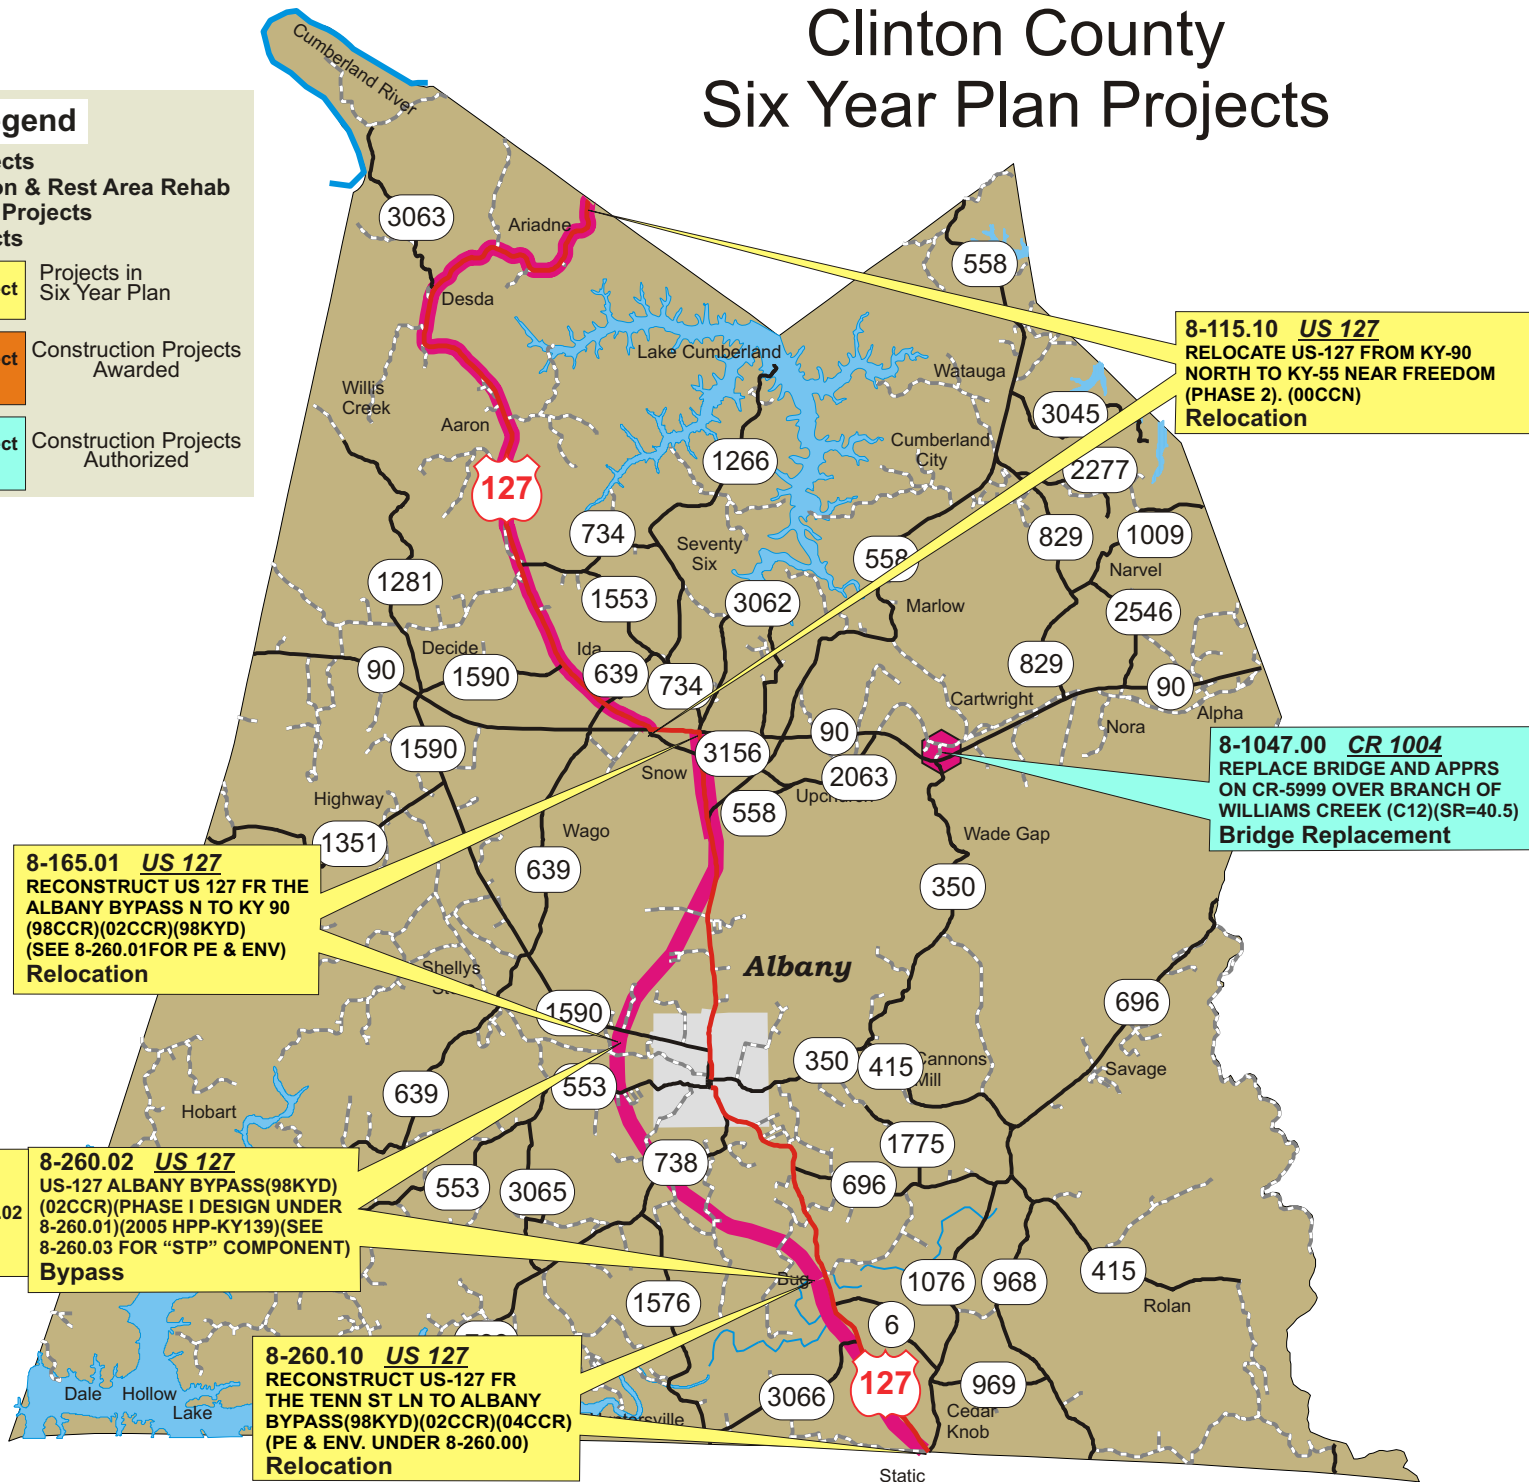 Clinton County
Six Year Plan Projects
gend
cts
on & Rest Area Rehab
Projects
cts
ct
Projects in
Six Year Plan
ct
Construction Projects
Awarded
ct
Construction Projects
Authorized
Cumberland River
3063
Ariadne
Desda
558
Lake Cumberland
Watauga
8-115.10 US 127
RELOCATE US-127 FROM KY-90
NORTH TO KY-55 NEAR FREEDOM
(PHASE 2). (00CCN)
Relocation
Willis
Creek
Aaron
3045
Cumberland
City
1266
2277
127
734
Seventy
Six
558
829
1009
Narvel
1281
1553
3062
Marlow
2546
Decide
Ida
90
1590
639
734
829
90
Cartwright
Alpha
Nora
1590
3156
90
Snow
2063
Upchurch
558
8-1047.00 CR 1004
REPLACE BRIDGE AND APPRS
ON CR-5999 OVER BRANCH OF
WILLIAMS CREEK (C12)(SR=40.5)
Bridge Replacement
Highway
1351
Wago
Wade Gap
639
350
8-165.01 US 127
RECONSTRUCT US 127 FR THE
ALBANY BYPASS N TO KY 90
(98CCR)(02CCR)(98KYD)
(SEE 8-260.01FOR PE & ENV)
Relocation
Shellys
Albany
1590
696
350
415
Cannons
Mill
Savage
553
639
Hobart
1775
738
696
553
3065
02
8-260.02 US 127
US-127 ALBANY BYPASS(98KYD)
(02CCR)(PHASE I DESIGN UNDER
8-260.01)(2005 HPP-KY139)(SEE
8-260.03 FOR “STP” COMPONENT)
Bypass
Bug
1076
968
415
Rolan
1576
6
8-260.10 US 127
RECONSTRUCT US-127 FR
THE TENN ST LN TO ALBANY
BYPASS(98KYD)(02CCR)(04CCR)
(PE & ENV. UNDER 8-260.00)
Relocation
127
3066
969
Cedar
Knob
Dale Hollow
Lake
ntersville
Static